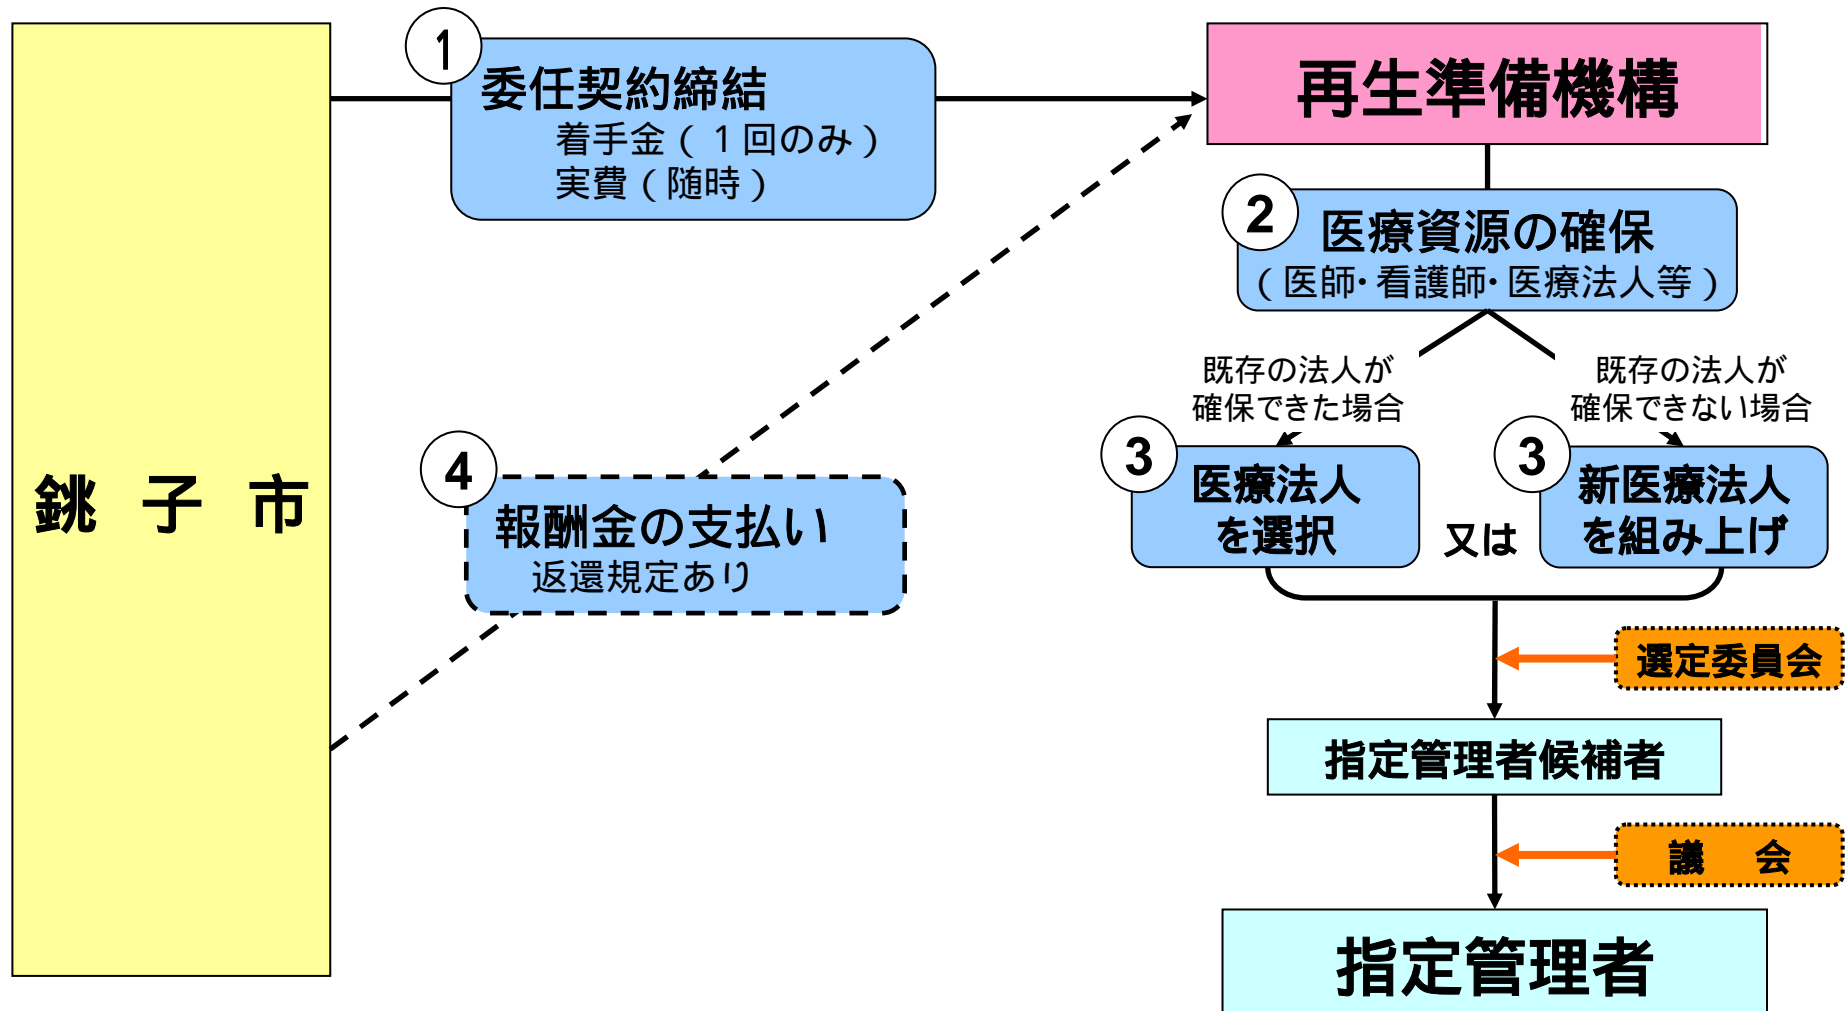 銚 子 市
1
委任契約締結
着手金（１回のみ）
実費（随時）
再生準備機構
2
医療資源の確保
（医師・看護師・医療法人等）
既存の法人が
確保できた場合
既存の法人が
確保できない場合
3
医療法人
を選択
又は
3
新医療法人
を組み上げ
4
報酬金の支払い
返還規定あり
選定委員会
指定管理者候補者
議 会
指定管理者